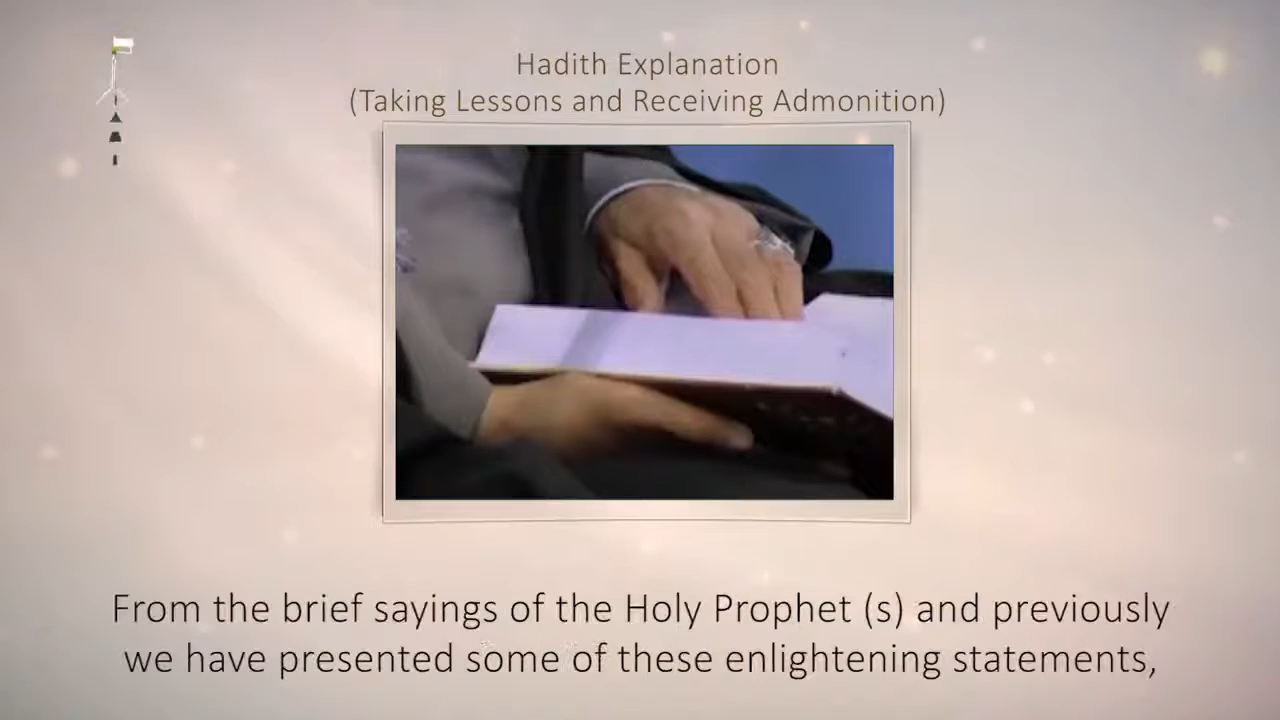 Hadith Explanation
(Taking Lessons and Receiving Admonition)
From the brief sayings of the Holy Prophet (s) and previously
we have presented some of these enlightening statements,